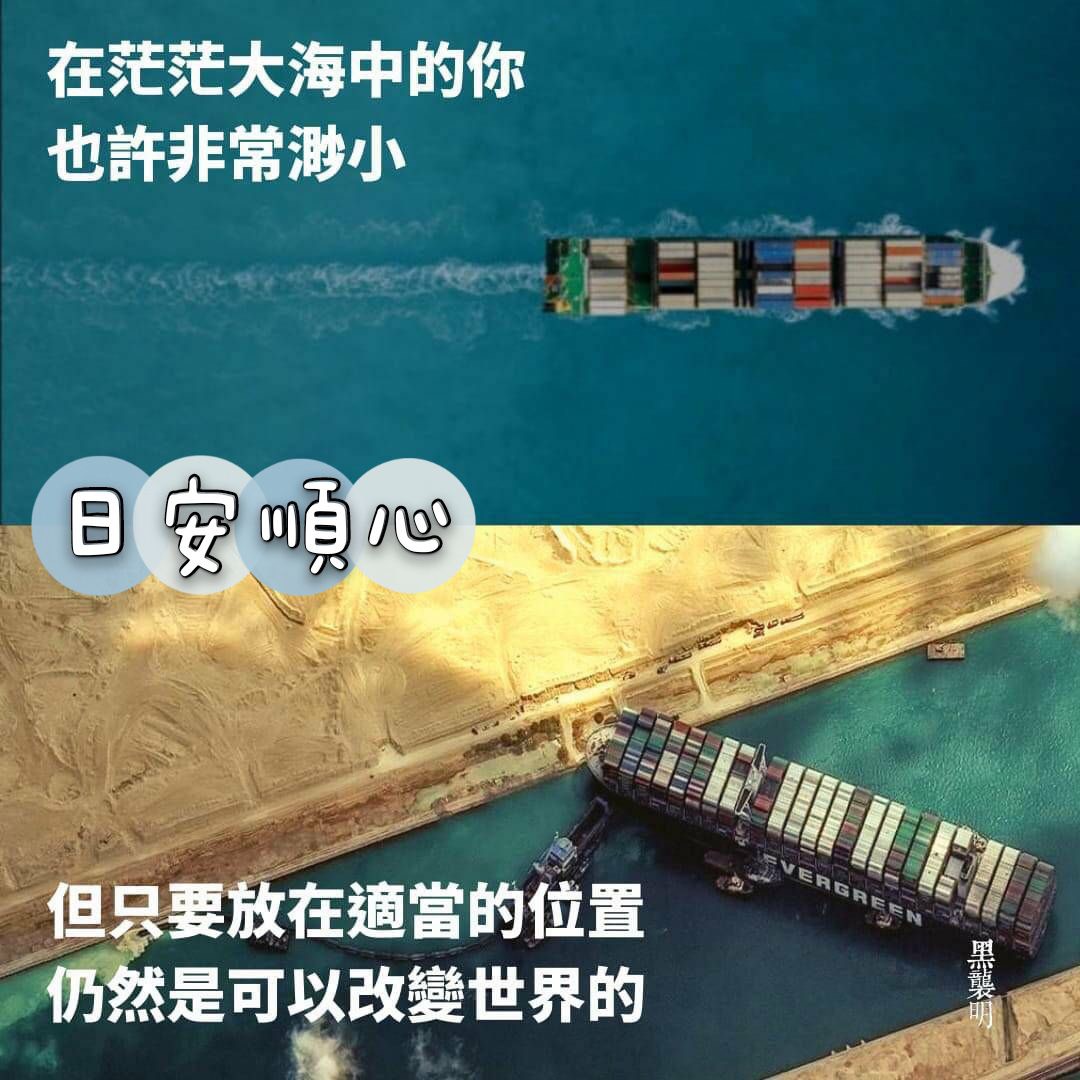 在茫茫大海中的你
也許非常渺小
日安順心
EVERGREEN
但只要放在適當的位置
仍然是可以改變世界的
黑襲明